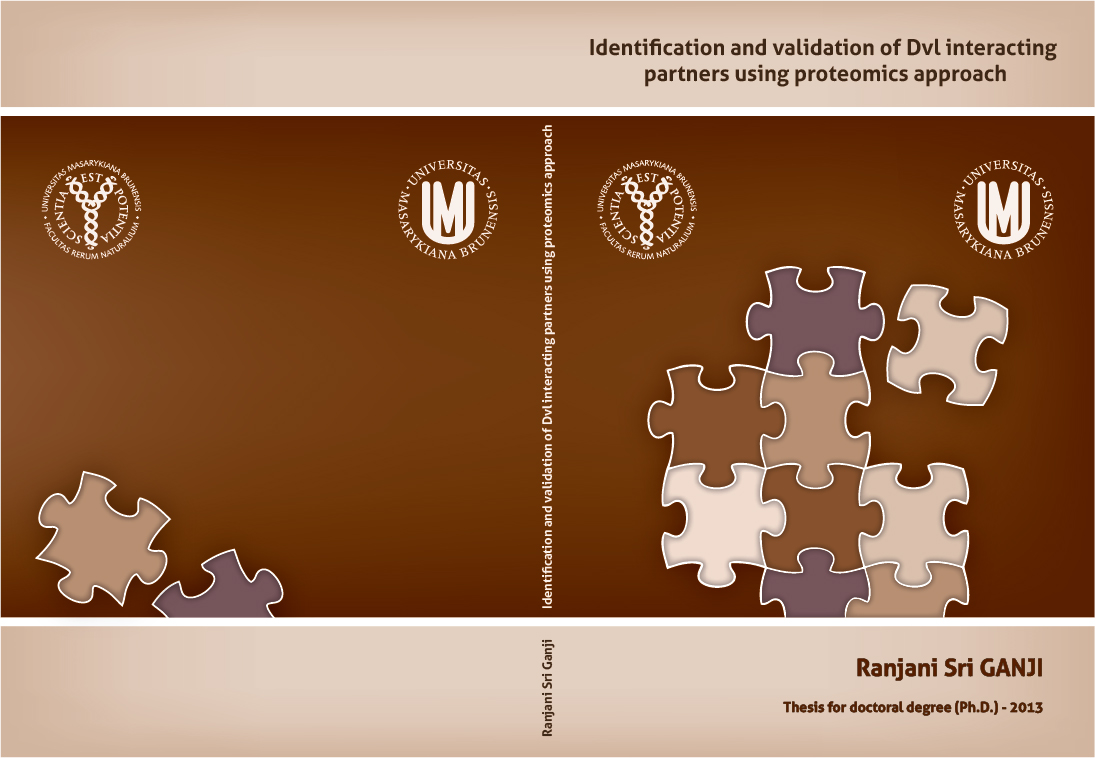 Identification and validation of Dvl interacting
partners using proteomics approach
UNIVERSITAS MASARYKIANA BRUNENSIS
• FACULTAS RERUM NATURALIUM •
SCIENTIA EST POTENTIA
• UNIVERSITAS •
MASARYKIANA BRUNENSIS
Identification and validation of Dvl interacting partners using proteomics approach
UNIVERSITAS MASARYKIANA BRUNENSIS
• FACULTAS RERUM NATURALIUM •
SCIENTIA EST POTENTIA
• UNIVERSITAS •
MASARYKIANA BRUNENSIS
Ranjani Sri Ganji
Ranjani Sri GANJI
Thesis for doctoral degree (Ph.D.) - 2013